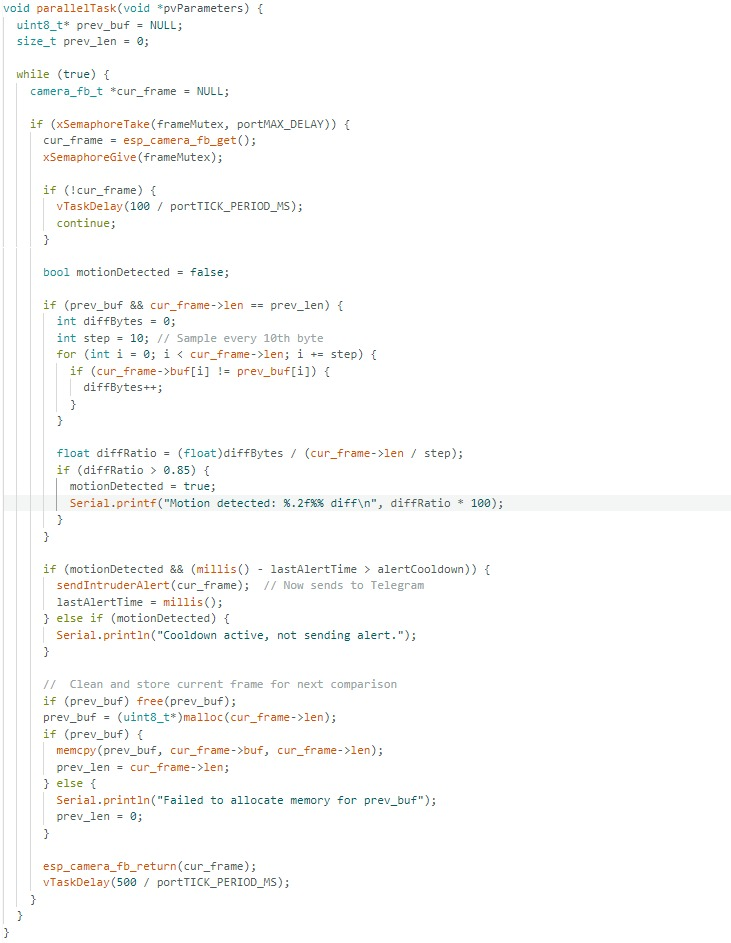 void parallelTask(void *pvParameters) {
  uint8_t* prev_buf = NULL;
  size_t prev_len = 0;

  while (true) {
    camera_fb_t *cur_frame = NULL;

    if (xSemaphoreTake(frameMutex, portMAX_DELAY)) {
      cur_frame = esp_camera_fb_get();
      xSemaphoreGive(frameMutex);

      if (!cur_frame) {
        vTaskDelay(100 / portTICK_PERIOD_MS);
        continue;
      }

      bool motionDetected = false;

      if (prev_buf && cur_frame->len == prev_len) {
        int diffBytes = 0;
        int step = 10; // Sample every 10th byte
        for (int i = 0; i < cur_frame->len; i += step) {
          if (cur_frame->buf[i] != prev_buf[i]) {
            diffBytes++;
          }
        }

        float diffRatio = (float)diffBytes / (cur_frame->len / step);
        if (diffRatio > 0.85) {
          motionDetected = true;
          Serial.printf("Motion detected: %.2f%% diff\n", diffRatio * 100);
        }
      }

      if (motionDetected && (millis() - lastAlertTime > alertCooldown)) {
        sendIntruderAlert(cur_frame);  // Now sends to Telegram
        lastAlertTime = millis();
      } else if (motionDetected) {
        Serial.println("Cooldown active, not sending alert.");
      }

      //  Clean and store current frame for next comparison
      if (prev_buf) free(prev_buf);
      prev_buf = (uint8_t*)malloc(cur_frame->len);
      if (prev_buf) {
        memcpy(prev_buf, cur_frame->buf, cur_frame->len);
        prev_len = cur_frame->len;
      } else {
        Serial.println("Failed to allocate memory for prev_buf");
        prev_len = 0;
      }

      esp_camera_fb_return(cur_frame);
      vTaskDelay(500 / portTICK_PERIOD_MS);
    }
  }
}